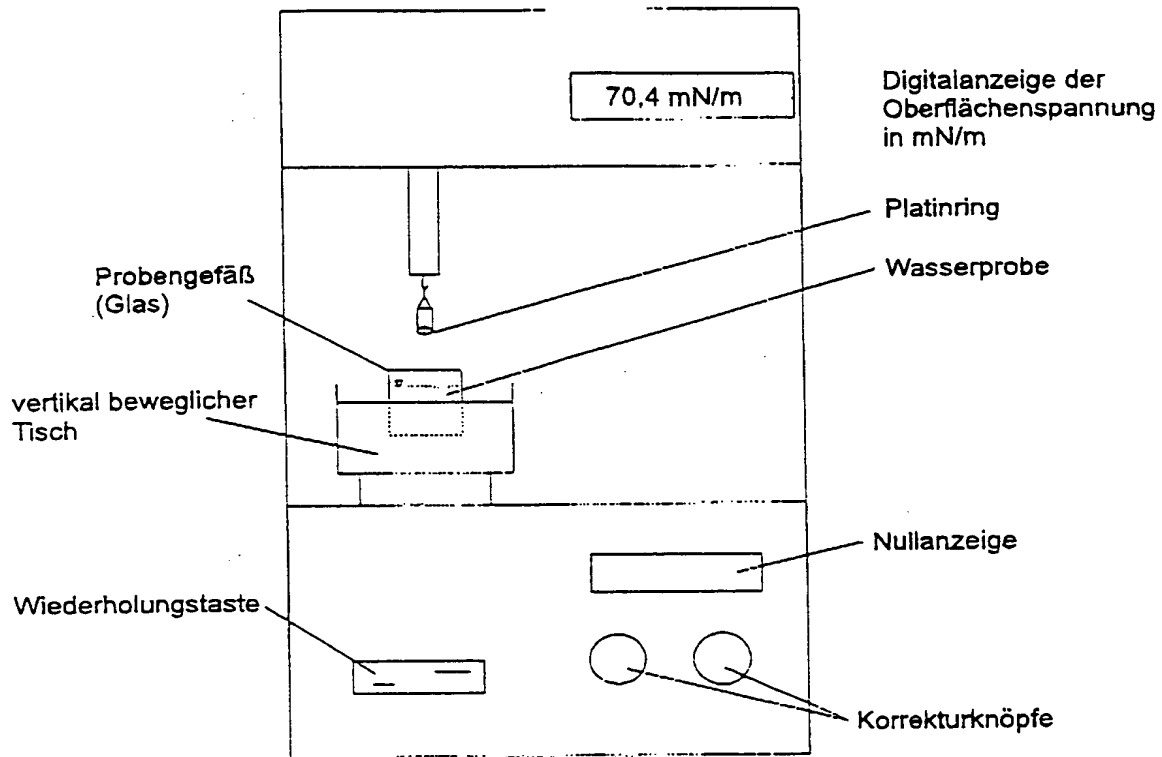 70,4 mN/m
Digitalanzeige der
Oberflächenspannung
in mN/m
Platinring
Wasserprobe
Probengefäß
(Glas)
vertikal beweglicher
Tisch
Nullanzeige
Wiederholungstaste
Korrekturknöpfe